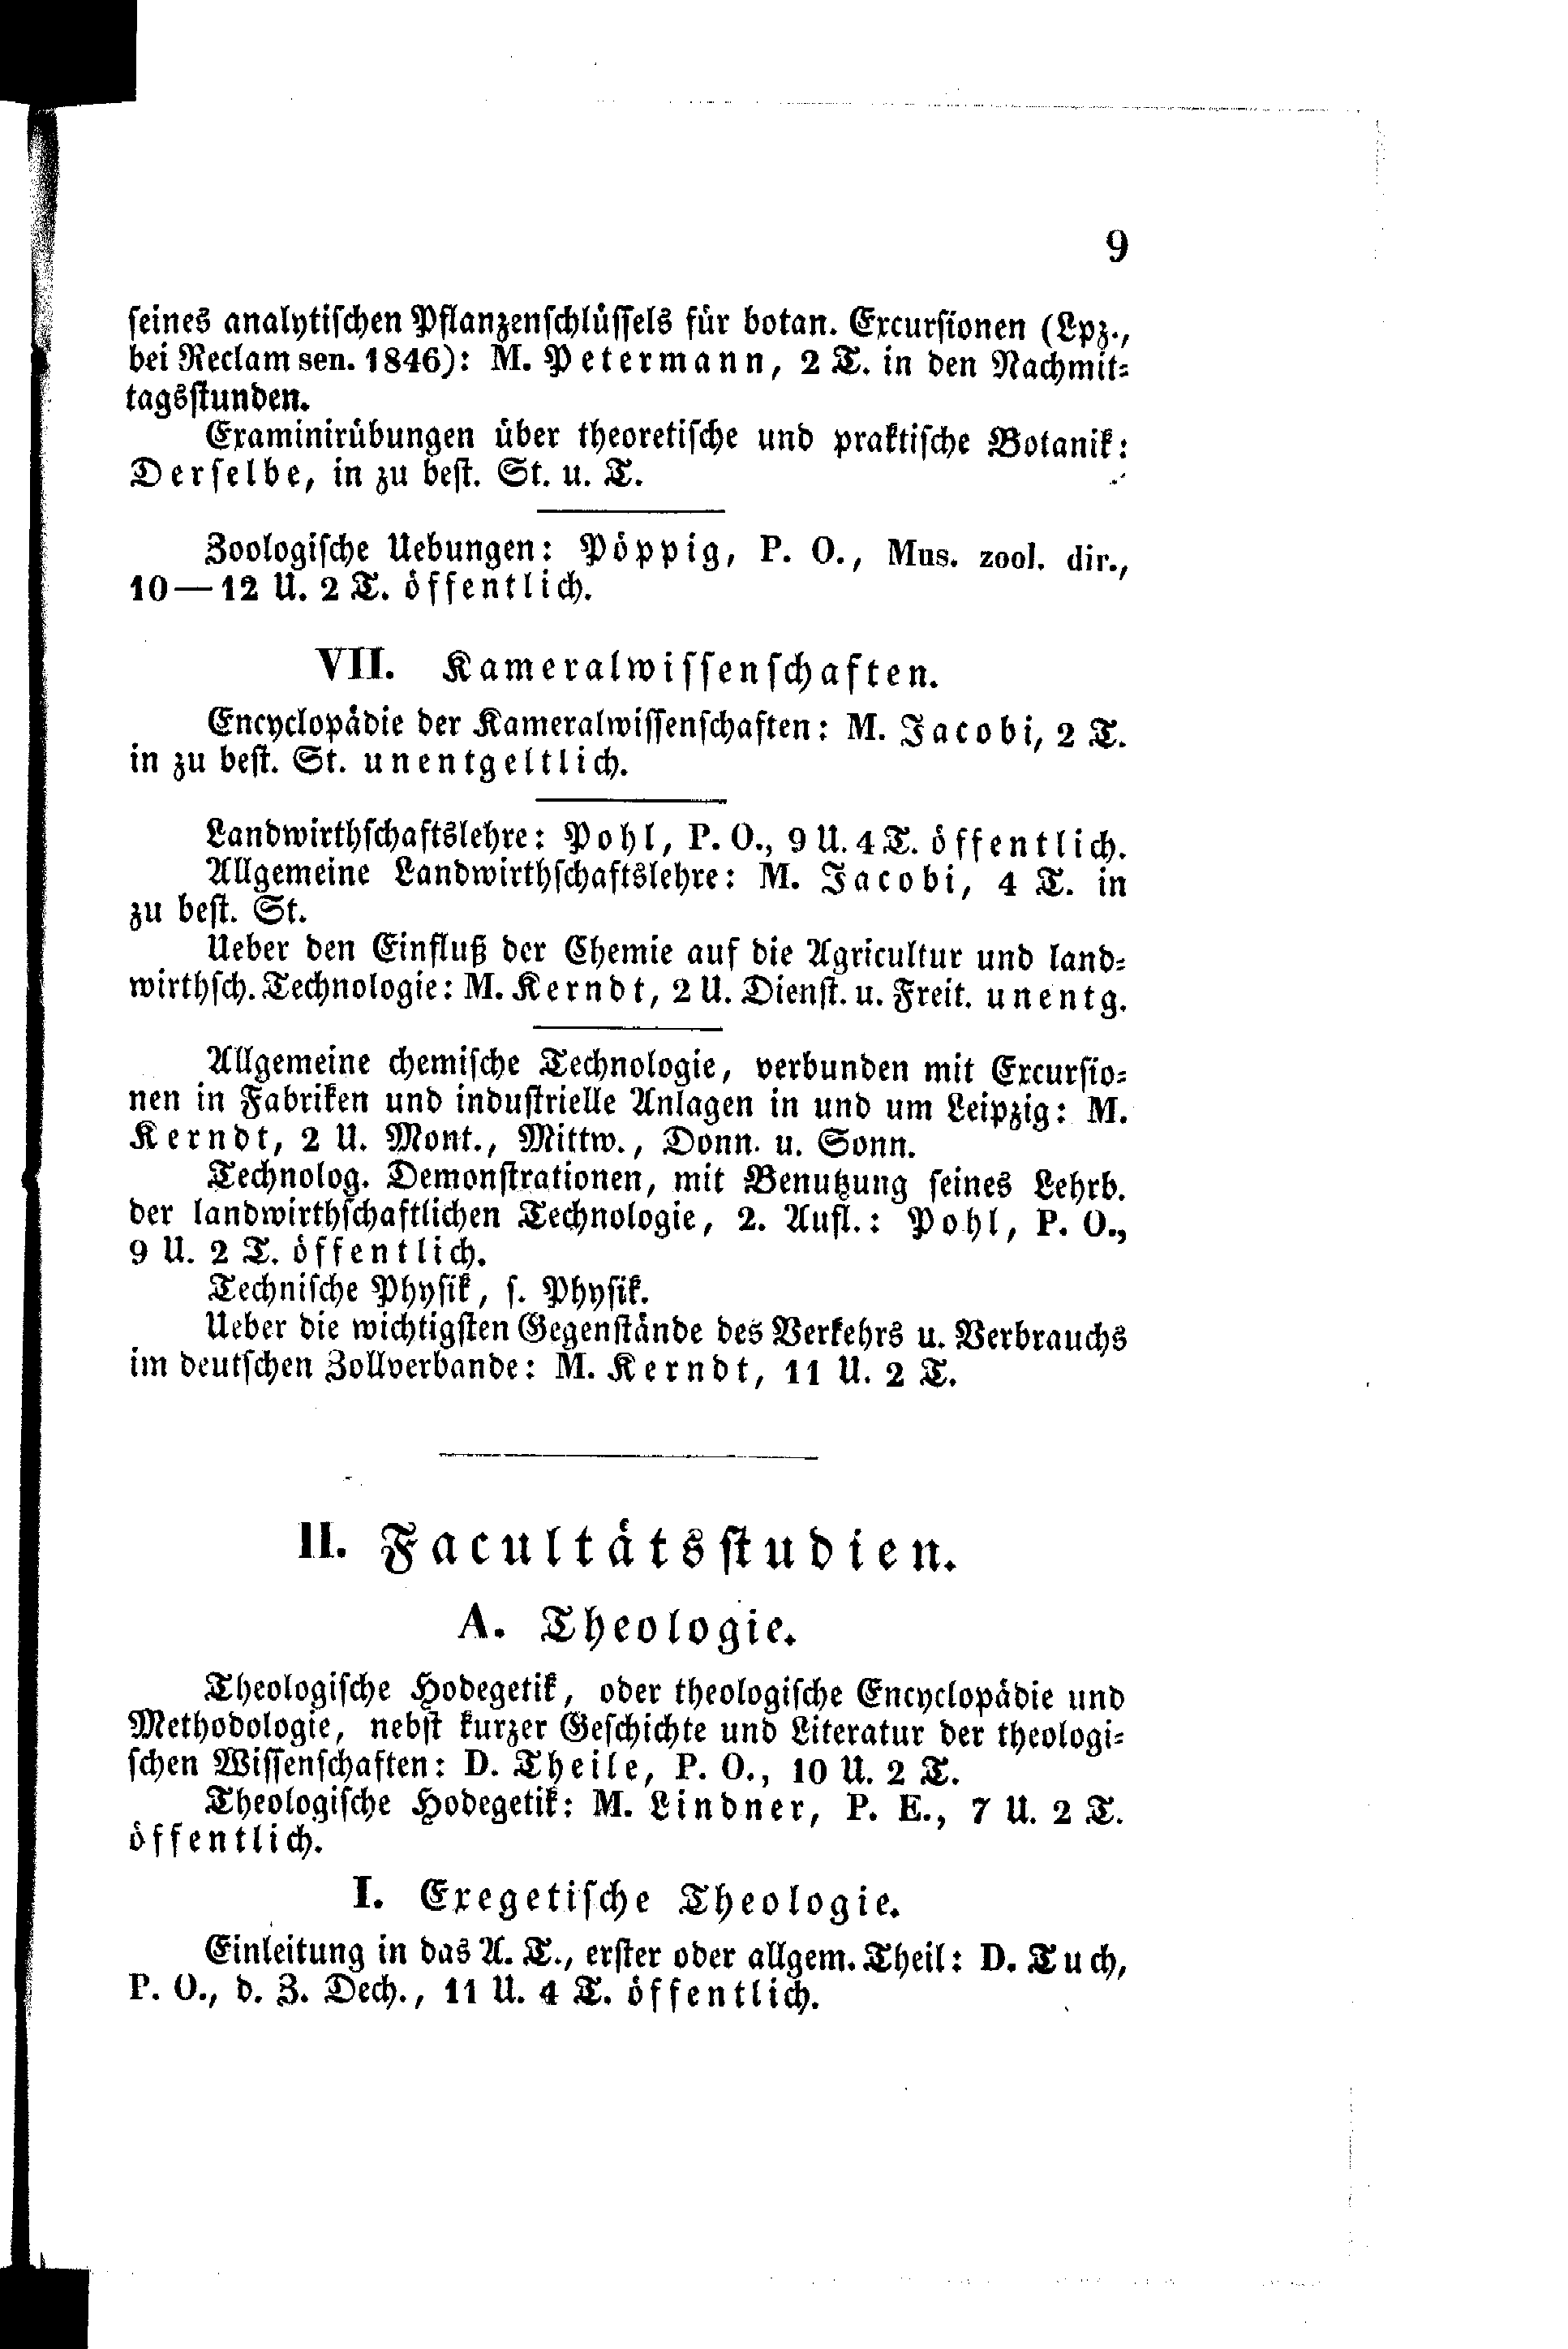 9
seines analytischen Pflanzenschlüssels für botan. Excursionen (Lpz.,
bei Reclam sen. 1846): M. Petermann, 2 T. in den Nachmit-
tagsstunden.
Examinirübungen über theoretische und praktische Botanik:
Derselbe, in zu best. St. u. T.
Zoologische Uebungen: Pöppig, P. O., Mus. zool. dir.,
10—12 U. 2 T. öffentlich.
VII. Kameralwissenschaften.
Encyclopädie der Kameralwissenschaften: M. Jacobi, 2 T.
in zu best. St. unentgeltlich.
Landwirthschaftslehre: Pohl, P. O., 9 U. 4 T. öffentlich.
Allgemeine Landwirthschaftslehre: M. Jacobi, 4 T. in
zu best. St.
Ueber den Einfluß der Chemie auf die Agricultur und land-
wirthsch. Technologie: M. Kerndt, 2 U. Dienst. u. Freit. unentg.
Allgemeine chemische Technologie, verbunden mit Excursio-
nen in Fabriken und industrielle Anlagen in und um Leipzig: M.
Kerndt, 2 U. Mont., Mittw., Donn. u. Sonn.
Technolog. Demonstrationen, mit Benutzung seines Lehrb.
der landwirthschaftlichen Technologie, 2. Aufl.: Pohl, P. O.,
9 U. 2 T. öffentlich.
Technische Physik, s. Physik.
Ueber die wichtigsten Gegenstände des Verkehrs u. Verbrauchs
im deutschen Zollverbande: M. Kerndt, 11 U. 2 T.
II. Facultätsstudien.
A. Theologie.
Theologische Hodegetik, oder theologische Encyclopädie und
Methodologie, nebst kurzer Geschichte und Literatur der theologi-
schen Wissenschaften: D. Theile, P. O., 10 U. 2 T.
Theologische Hodegetik: M. Lindner, P. E., 7 U. 2 T.
öffentlich.
I. Exegetische Theologie.
Einleitung in das A. T., erster oder allgem. Theil: D. Tuch,
P. O., d. Z. Dech., 11 U. 4 T. öffentlich.